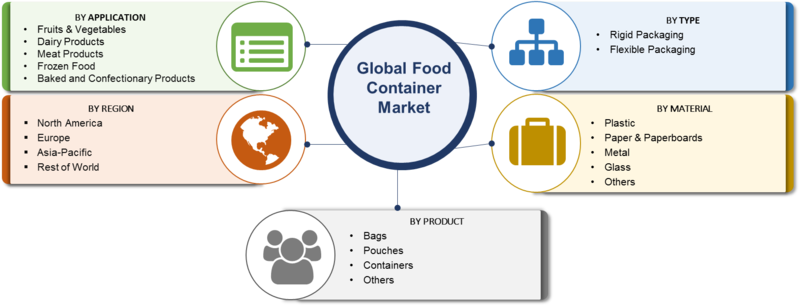 BY APPLICATION
Fruits & Vegetables
Dairy Products
Meat Products
Frozen Food
Baked and Confectionary Products
BY REGION
North America
Europe
Asia-Pacific
Rest of World
Global Food
Container
Market
BY TYPE
Rigid Packaging
Flexible Packaging
BY MATERIAL
Plastic
Paper & Paperboards
Metal
Glass
Others
BY PRODUCT
Bags
Pouches
Containers
Others